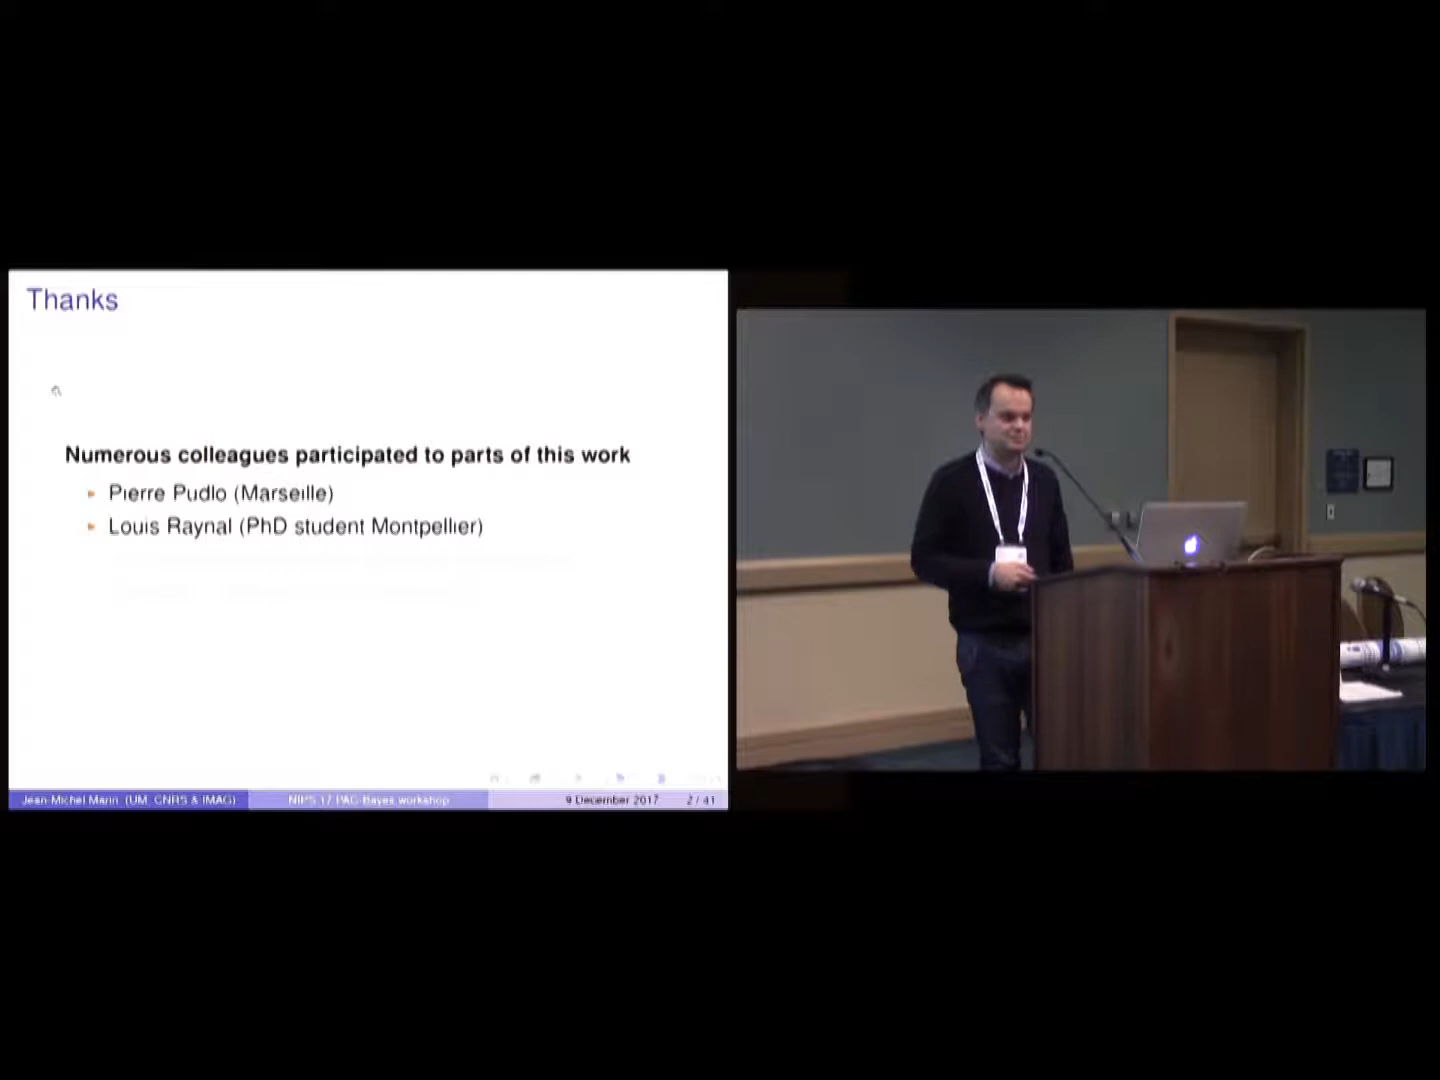 Thanks
Numerous colleagues participated to parts of this work
Pierre Pudlo (Marseille)
Louis Raynal (PhD student Montpellier)
Jean-Michel Marin (UM, CNRS & IMAG) NIPS 17 PAC-Bayes workshop 9 December 2017 2 / 41